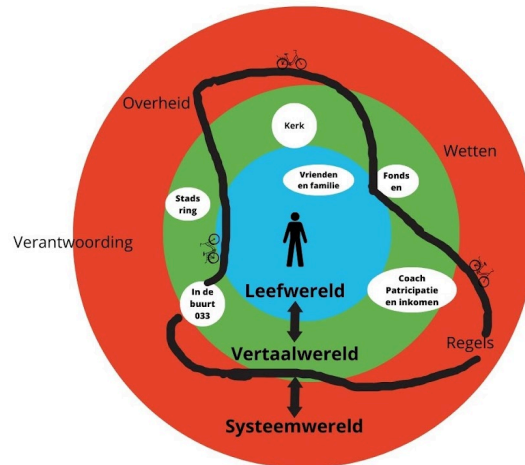 Overheid
Kerk
Wetten
Vrienden
en familie
Fonds
en
Stads
ring
Verantwoording
Coach
Patricipatie
en inkomen
In de
buurt
033
Leefwereld
Regels
Vertaalwereld
Systeemwereld